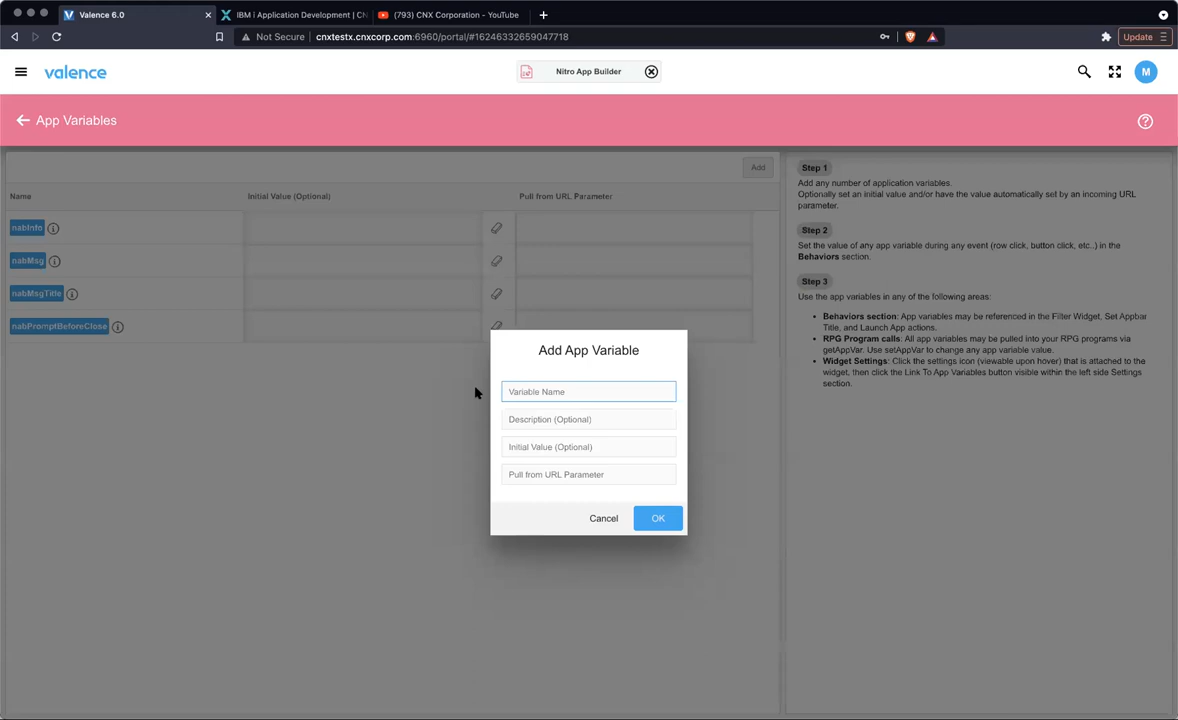 Valence 6.0
IBM i Application Development | CN
(793) CNX Corporation - YouTube
Not Secure
cnxtestx.cnxcorp.com:6960/portal/#16246332659047718
Update
valence
Nitro App Builder
M
App Variables
Add
Name
Initial Value (Optional)
Pull from URL Parameter
nabInfo
nabMsg
nabMsgTitle
nabPromptBeforeClose
Add App Variable
Variable Name
Description (Optional)
Initial Value (Optional)
Pull from URL Parameter
Cancel
OK
Step 1
Add any number of application variables.
Optionally set an initial value and/or have the value automatically set by an incoming URL
parameter.
Step 2
Set the value of any app variable during any event (row click, button click, etc..) in the
Behaviors section.
Step 3
Use the app variables in any of the following areas:
• Behaviors section: App variables may be referenced in the Filter Widget, Set Appbar
Title, and Launch App actions.
• RPG Program calls: All app variables may be pulled into your RPG programs via
getAppVar. Use setAppVar to change any app variable value.
• Widget Settings: Click the settings icon (viewable upon hover) that is attached to the
widget, then click the Link To App Variables button visible within the left side Settings
section.